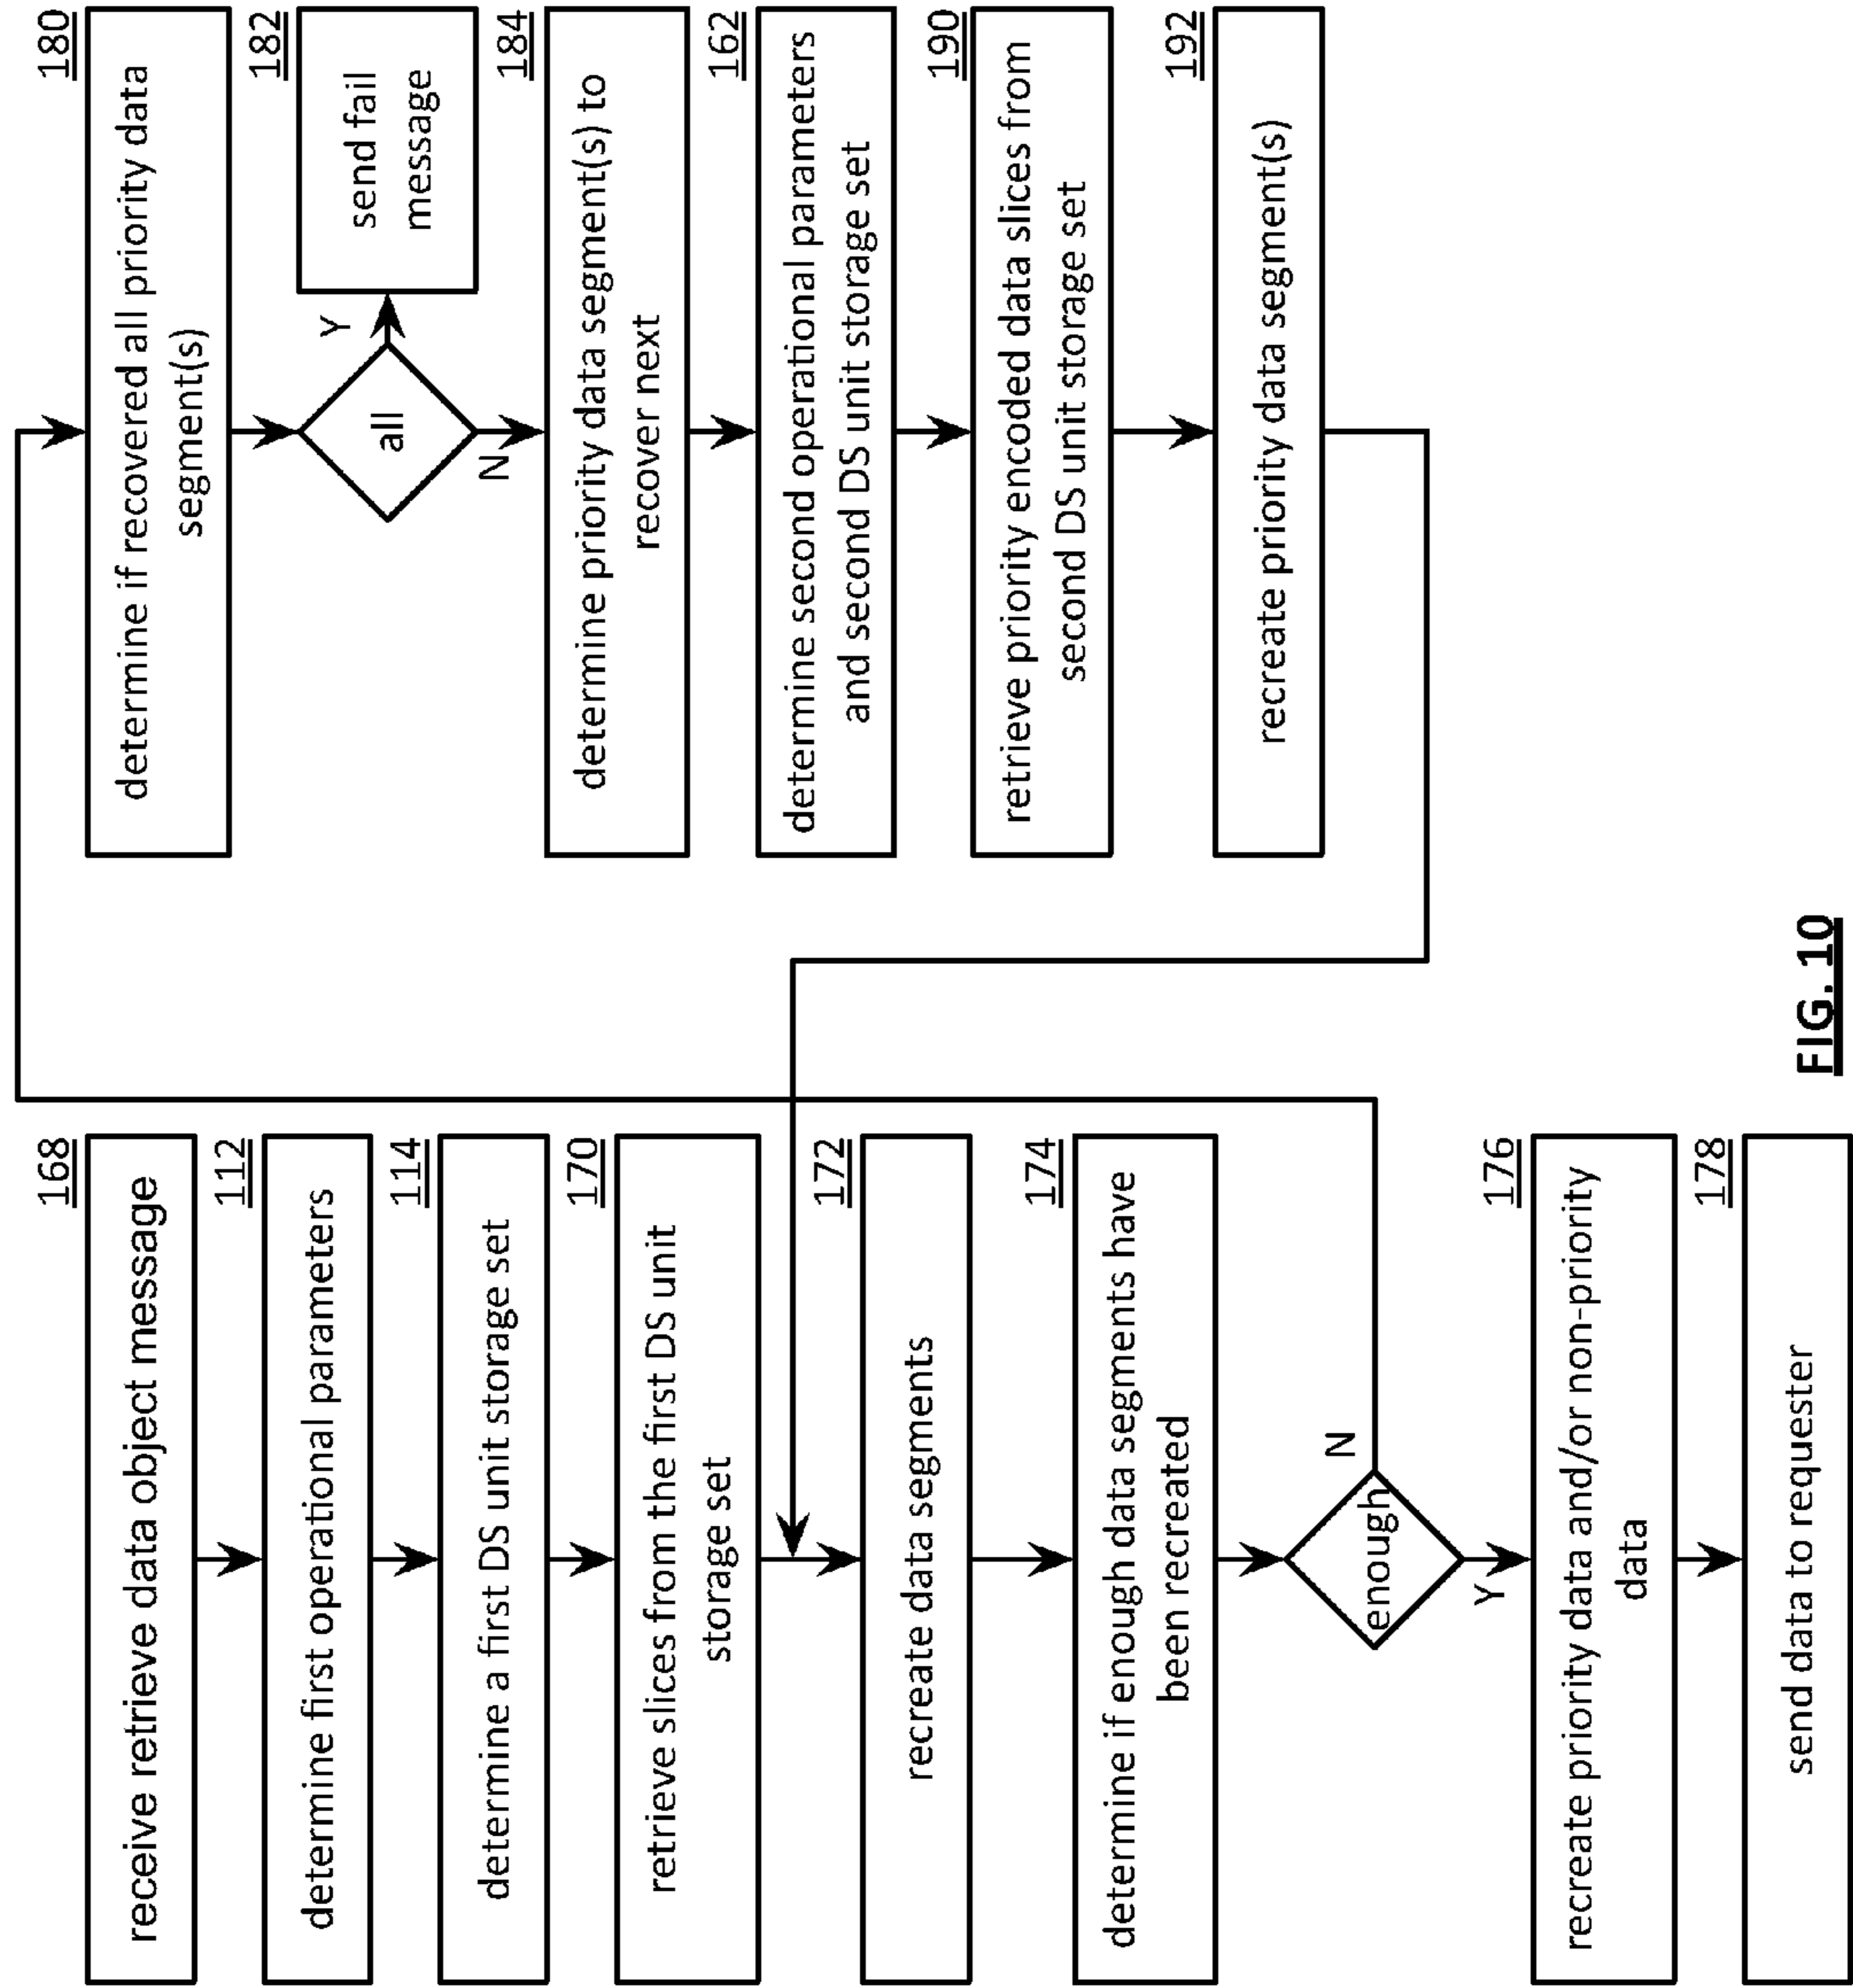 168
receive retrieve data object message
112
determine first operational parameters
114
determine a first DS unit storage set
170
retrieve slices from the first DS unit
storage set
172
recreate data segments
174
determine if enough data segments have
been recreated
enough
N
Y
176
recreate priority data and/or non-priority
data
178
send data to requester
180
determine if recovered all priority data
segment(s)
all
Y
182
send fail
message
N
184
determine priority data segment(s) to
recover next
162
determine second operational parameters
and second DS unit storage set
190
retrieve priority encoded data slices from
second DS unit storage set
192
recreate priority data segment(s)
FIG. 10